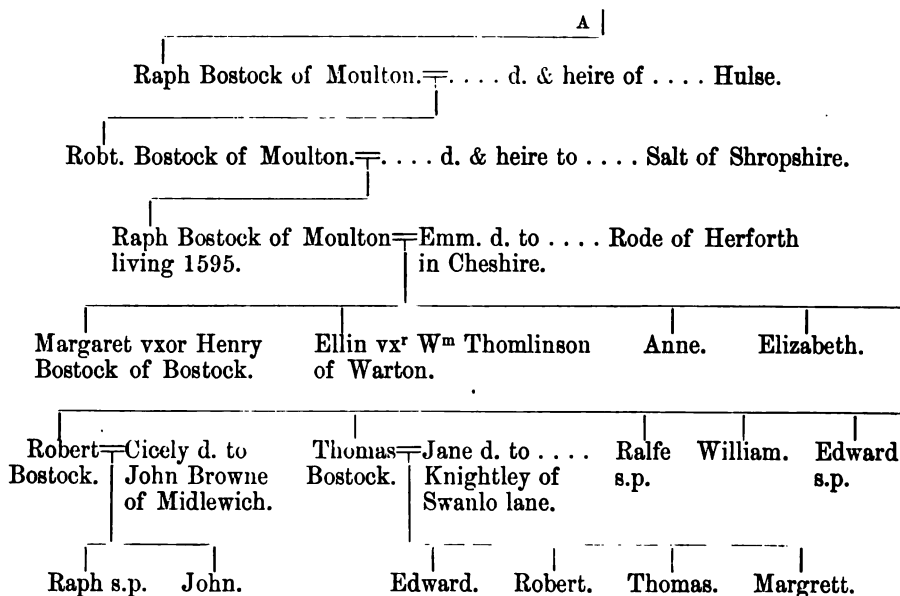 A
Raph Bostock of Moulton. . . . . d. & heire of . . . . Hulse.
Robt. Bostock of Moulton. . . . . d. & heire to . . . . Salt of Shropshire.
Raph Bostock of Moulton Emm. d. to . . . . Rode of Herforth
living 1595. in Cheshire.
Margaret vxor Henry Ellin vxʳ Wᵐ Thomlinson Anne. Elizabeth.
Bostock of Bostock. of Warton.
Robert Cicely d. to Thomas Jane d. to . . . . Ralfe William. Edward
Bostock. John Browne Bostock. Knightley of s.p. s.p.
of Midlewich. Swanlo lane.
Raph s.p. John. Edward. Robert. Thomas. Margrett.